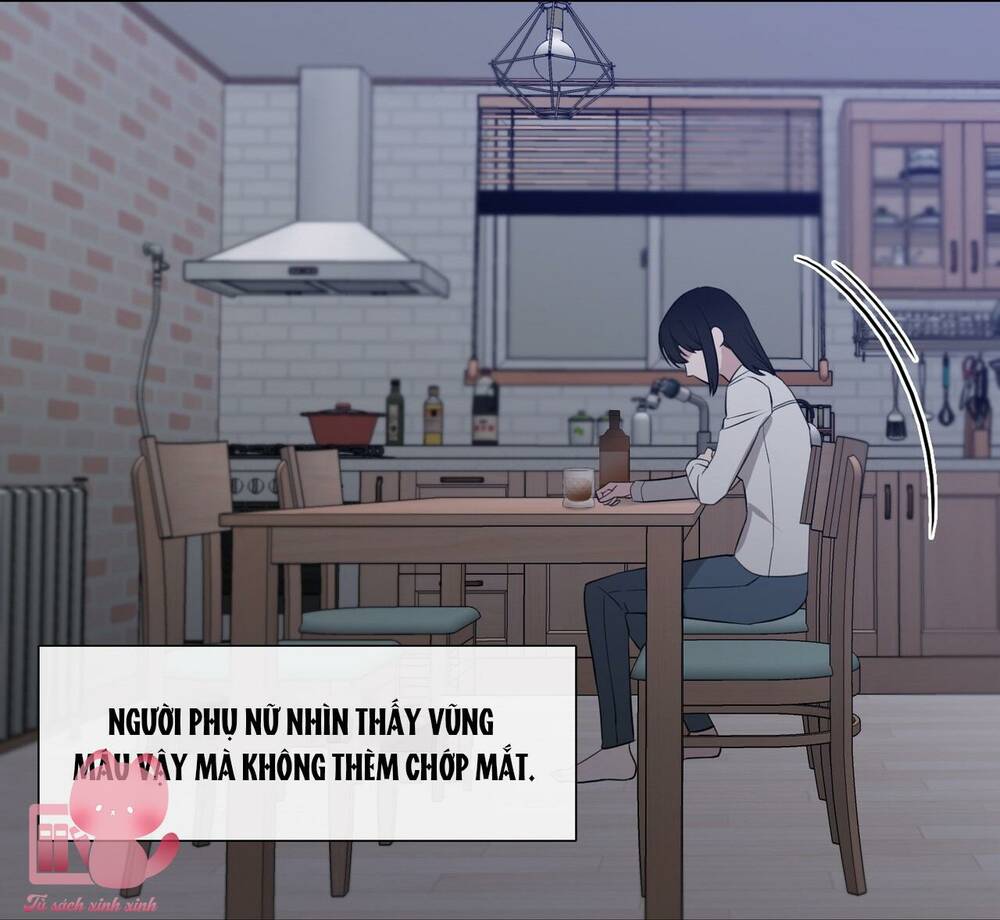 NGƯỜI PHỤ NỮ NHÌN THẤY VŨNG
MÁU VẬY MÀ KHÔNG THÈM CHỚP MẮT.
Tủ sách xinh xinh